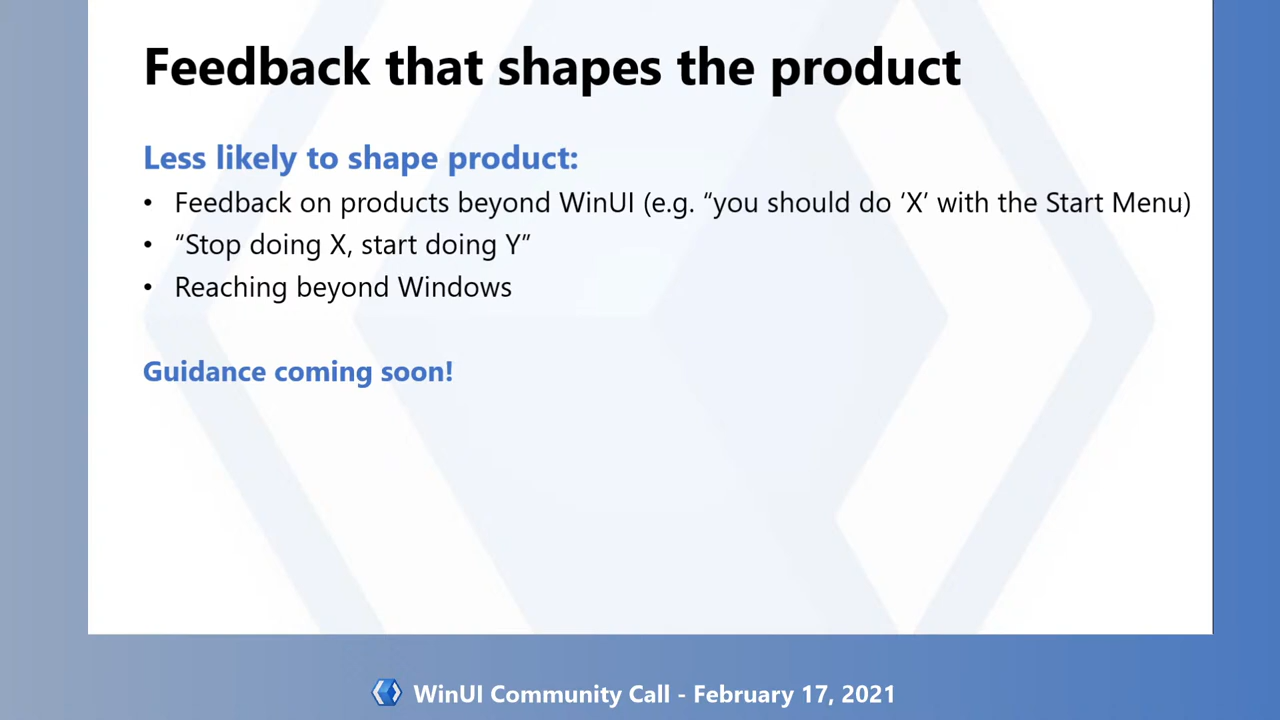 Feedback that shapes the product
Less likely to shape product:
• Feedback on products beyond WinUI (e.g. “you should do ‘X’ with the Start Menu)
• “Stop doing X, start doing Y”
• Reaching beyond Windows
Guidance coming soon!
WinUI Community Call - February 17, 2021